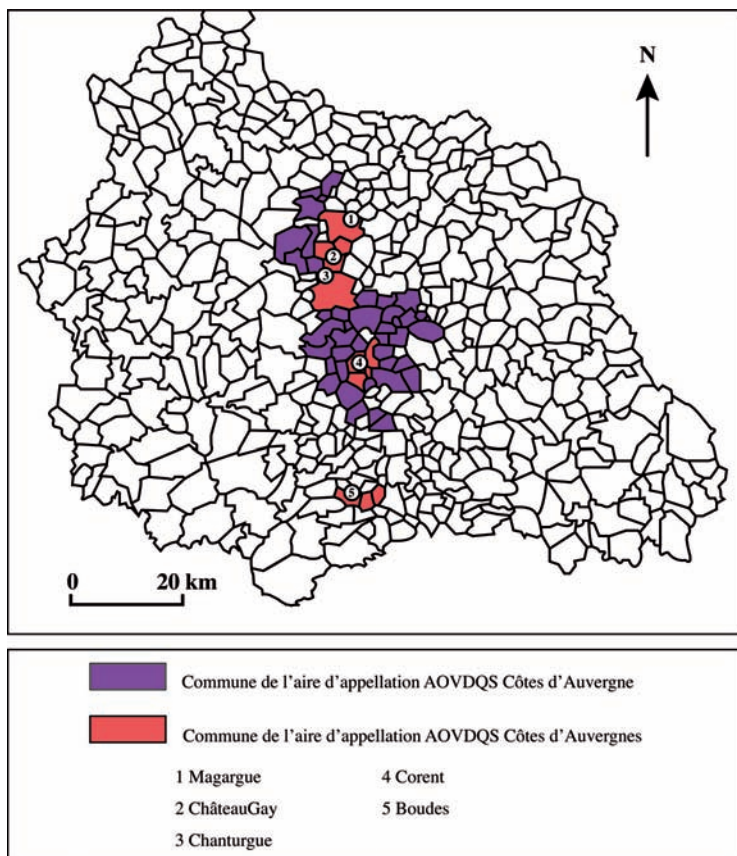 N
1
2
3
4
5
0 20 km
Commune de l'aire d'appellation AOVDQS Côtes d'Auvergne
Commune de l'aire d'appellation AOVDQS Côtes d'Auvergnes
1 Magargue 4 Corent
2 ChâteauGay 5 Boudes
3 Chanturgue